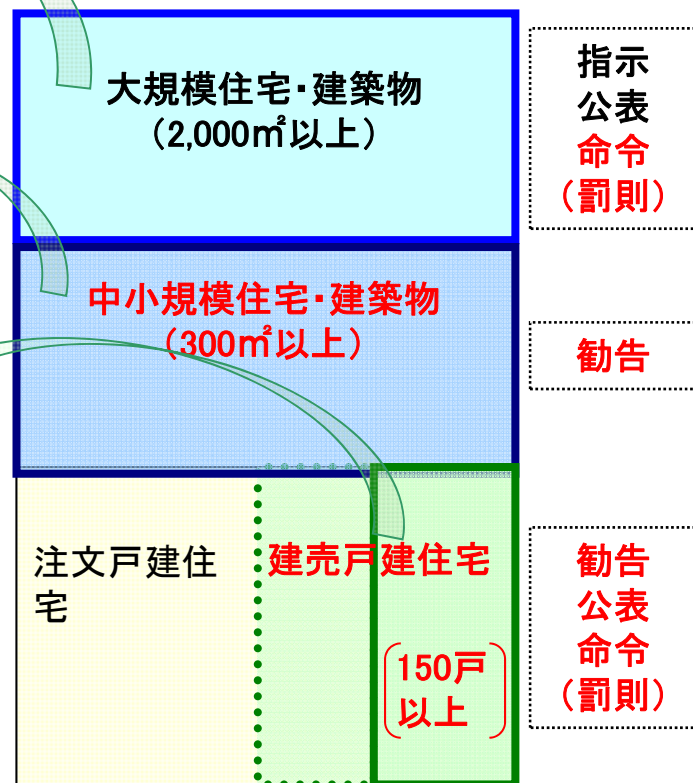 大規模住宅・建築物
（2,000㎡以上）
指示
公表
命令
（罰則）
中小規模住宅・建築物
（300㎡以上）
勧告
注文戸建住
宅
建売戸建住宅
150戸
以上
勧告
公表
命令
（罰則）